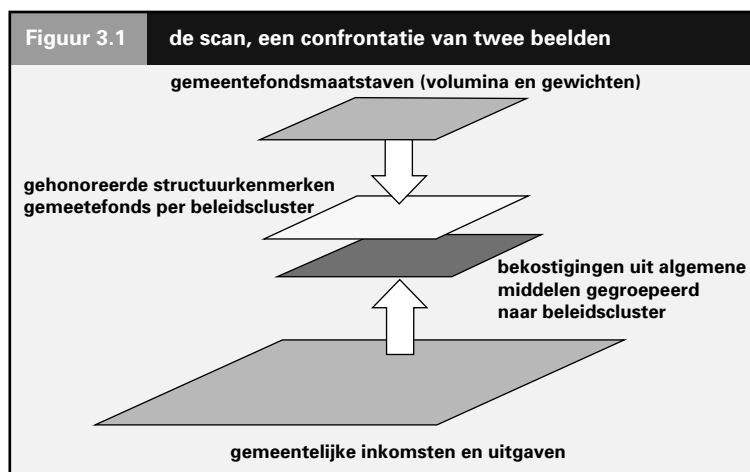 Figuur 3.1 de scan, een confrontatie van twee beelden
gemeentefondsmaatstaven (volumina en gewichten)
gehonoreerde structuurkenmerken
gemeetefonds per beleidscluster
bekostigingen uit algemene
middelen gegroepeerd
naar beleidscluster
gemeentelijke inkomsten en uitgaven